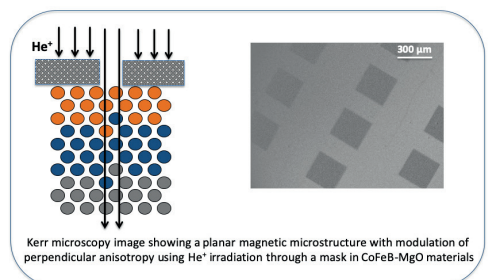 He⁺
300 µm
Kerr microscopy image showing a planar magnetic microstructure with modulation of
perpendicular anisotropy using He⁺ irradiation through a mask in CoFeB-MgO materials